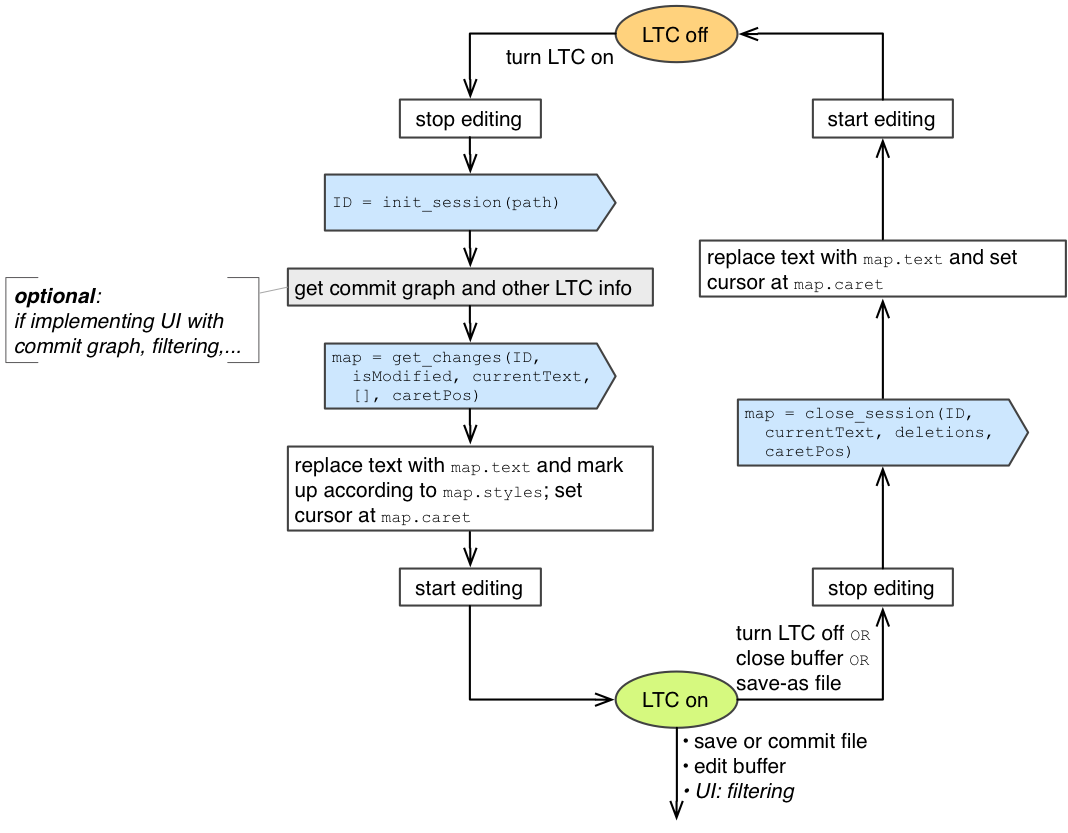 LTC off
turn LTC on
stop editing
ID = init_session(path)
get commit graph and other LTC info
optional:
if implementing UI with
commit graph, filtering,...
map = get_changes(ID,
isModified, currentText,
[], caretPos)
replace text with map.text and mark
up according to map.styles; set
cursor at map.caret
start editing
LTC on
turn LTC off OR
close buffer OR
save-as file
stop editing
map = close_session(ID,
currentText, deletions,
caretPos)
replace text with map.text and set
cursor at map.caret
start editing
• save or commit file
• edit buffer
• UI: filtering